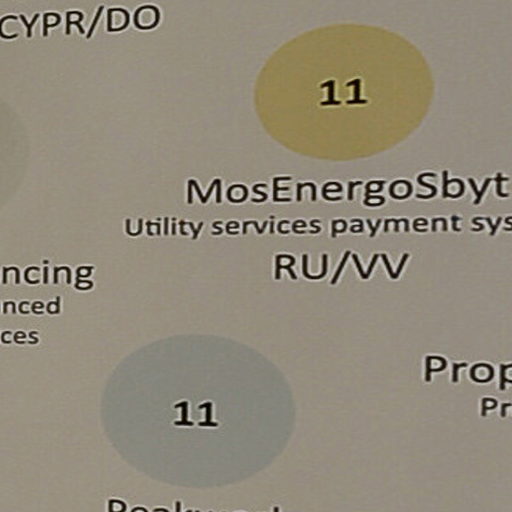 CYPR/DO
11
MosEnergoSbyt
Utility services payment sys
RU/VV
ncing
nced
ces
Prop
Pr
11